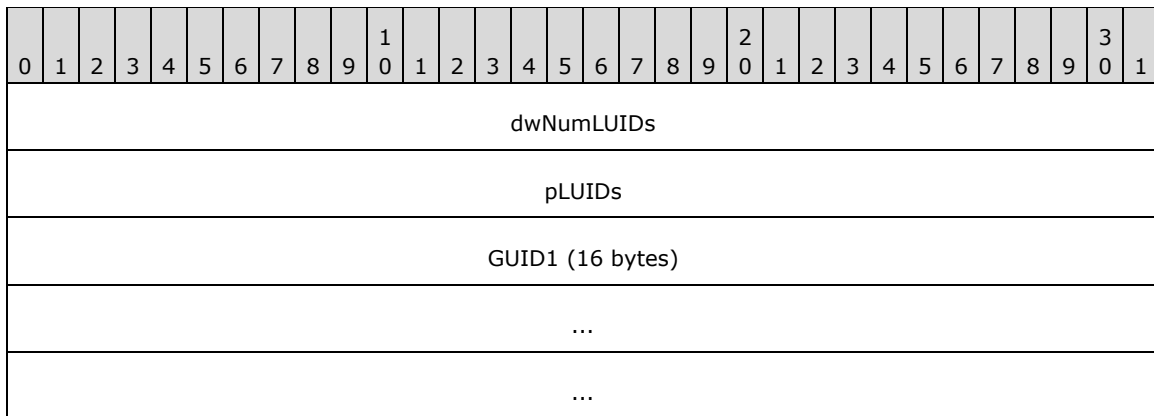 1 2 3
0 1 2 3 4 5 6 7 8 9 0 1 2 3 4 5 6 7 8 9 0 1 2 3 4 5 6 7 8 9 0 1
dwNumLUIDs
pLUIDs
GUID1 (16 bytes)
...
...